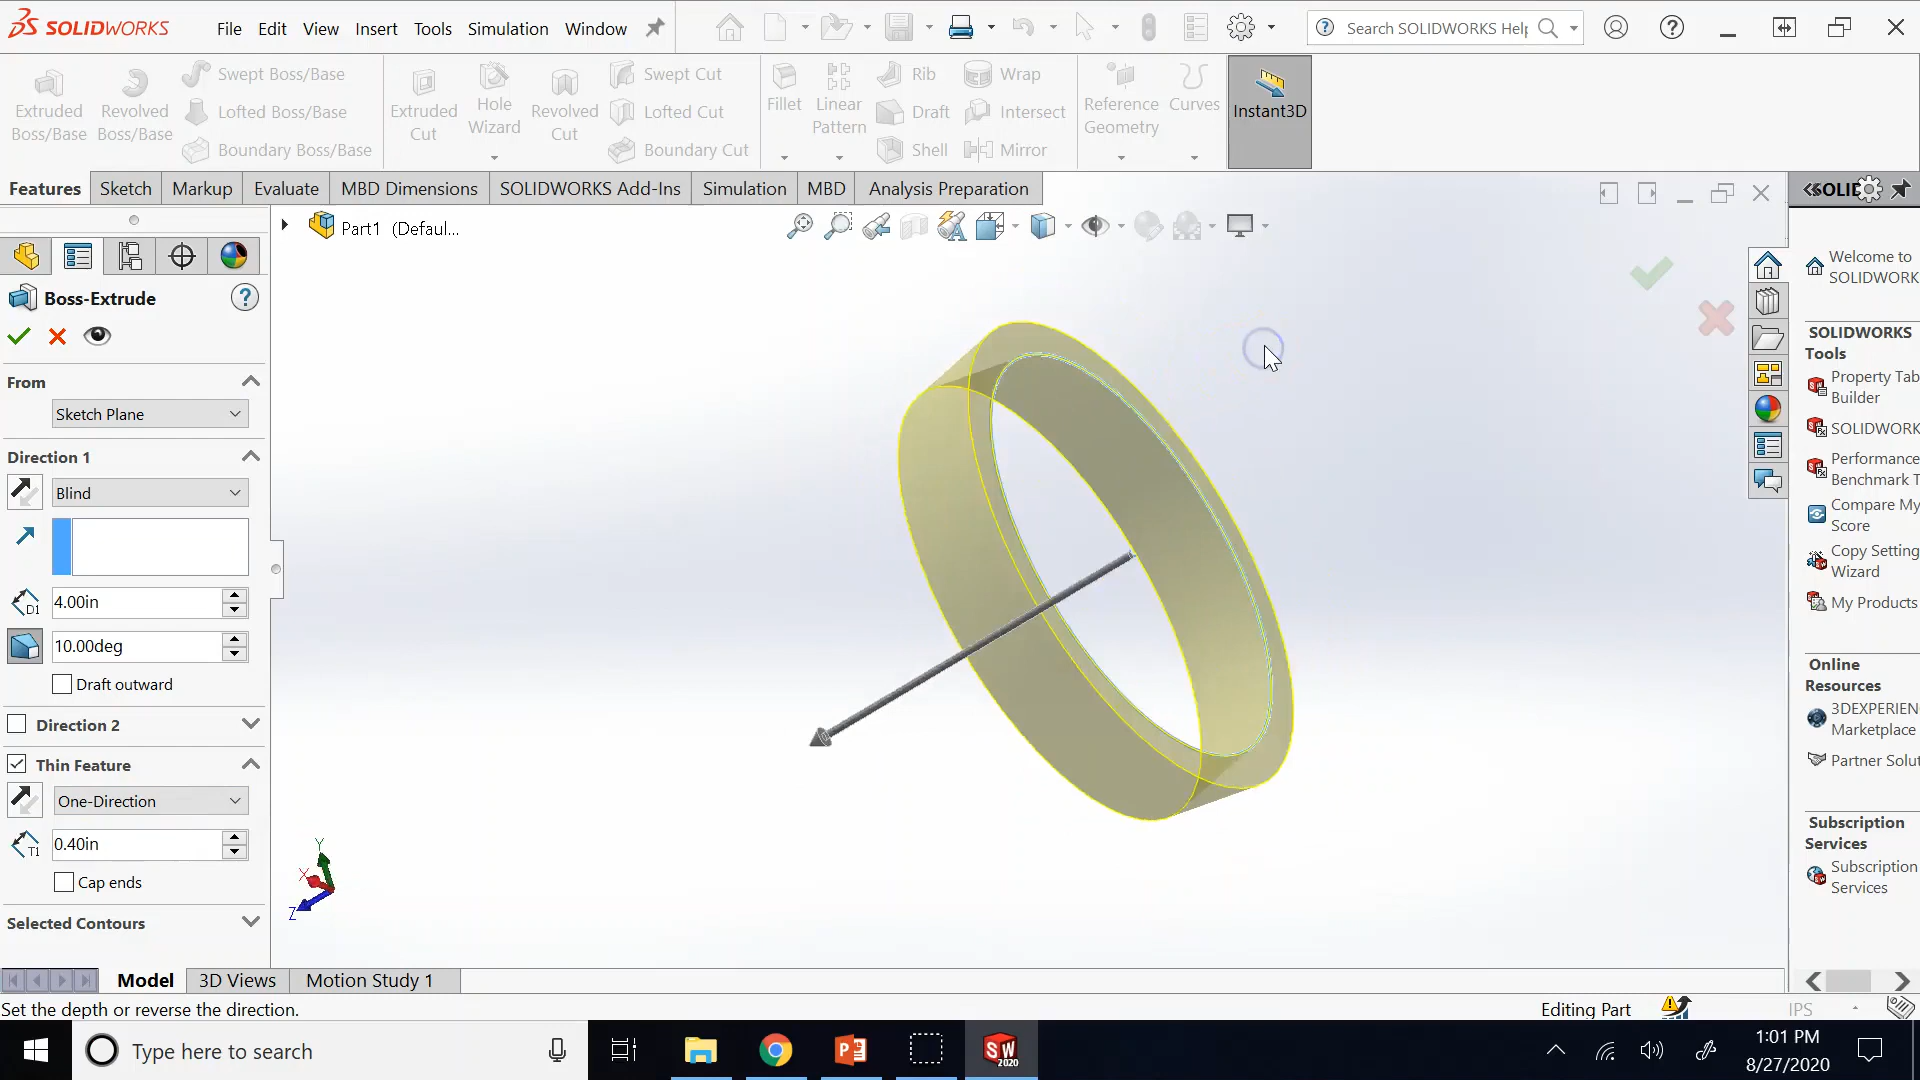 SOLIDWORKS File Edit View Insert Tools Simulation Window Search SOLIDWORKS Help
Extruded Boss/Base
Revolved Boss/Base
Swept Boss/Base
Lofted Boss/Base
Boundary Boss/Base
Extruded Cut
Hole Wizard
Revolved Cut
Swept Cut
Lofted Cut
Boundary Cut
Fillet
Linear Pattern
Rib
Draft
Shell
Wrap
Intersect
Mirror
Reference Geometry
Curves
Instant3D
Features Sketch Markup Evaluate MBD Dimensions SOLIDWORKS Add-Ins Simulation MBD Analysis Preparation
SOLID
Part1 (Defaul...
Boss-Extrude
From
Sketch Plane
Direction 1
Blind
D1
4.00in
10.00deg
Draft outward
Direction 2
Thin Feature
One-Direction
T1
0.40in
Cap ends
Selected Contours
Y
X
Z
Welcome to
SOLIDWORK
SOLIDWORKS
Tools
Property Tab
Builder
SOLIDWORK
Performance
Benchmark T
Compare My
Score
Copy Setting
Wizard
My Products
Online
Resources
3DEXPERIEN
Marketplace
Partner Solut
Subscription
Services
Subscription
Services
Model 3D Views Motion Study 1
Set the depth or reverse the direction.
Editing Part
IPS
Type here to search
SW
2020
1:01 PM
8/27/2020